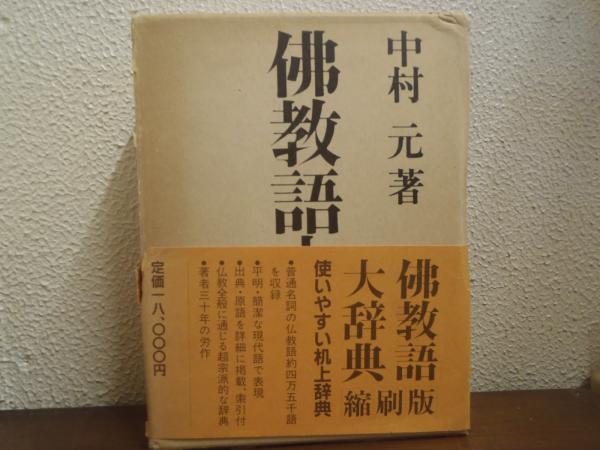 中村 元著
佛教語大
佛教語
大辞典
縮刷版
使いやすい机上辞典
●普通名詞の仏教語約四万五千語
を収録
●平明、簡潔な現代語で表現
●出典・原語を詳細に掲載、索引付
●仏教全般に通じる超宗派的な辞典
●著者三十年の労作
定価一八、〇〇〇円